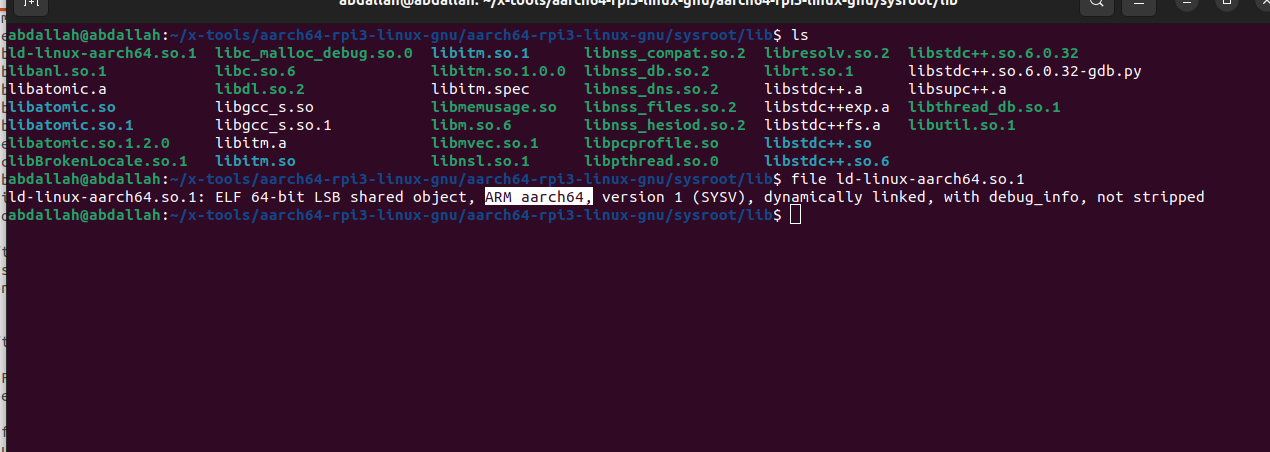 abdallah@abdallah: ~/x-tools/aarch64-rpi3-linux-gnu/aarch64-rpi3-linux-gnu/sysroot/lib
abdallah@abdallah:~/x-tools/aarch64-rpi3-linux-gnu/aarch64-rpi3-linux-gnu/sysroot/lib$ ls
ld-linux-aarch64.so.1 libc_malloc_debug.so.0 libitm.so.1 libnss_compat.so.2 libresolv.so.2 libstdc++.so.6.0.32
libanl.so.1 libc.so.6 libitm.so.1.0.0 libnss_db.so.2 librt.so.1 libstdc++.so.6.0.32-gdb.py
libatomic.a libdl.so.2 libitm.spec libnss_dns.so.2 libstdc++.a libsupc++.a
libatomic.so libgcc_s.so libmemusage.so libnss_files.so.2 libstdc++exp.a libthread_db.so.1
libatomic.so.1 libgcc_s.so.1 libm.so.6 libnss_hesiod.so.2 libstdc++fs.a libutil.so.1
libatomic.so.1.2.0 libitm.a libmvec.so.1 libpcprofile.so libstdc++.so
libBrokenLocale.so.1 libitm.so libnsl.so.1 libpthread.so.0 libstdc++.so.6
abdallah@abdallah:~/x-tools/aarch64-rpi3-linux-gnu/aarch64-rpi3-linux-gnu/sysroot/lib$ file ld-linux-aarch64.so.1
ld-linux-aarch64.so.1: ELF 64-bit LSB shared object, ARM aarch64, version 1 (SYSV), dynamically linked, with debug_info, not stripped
abdallah@abdallah:~/x-tools/aarch64-rpi3-linux-gnu/aarch64-rpi3-linux-gnu/sysroot/lib$